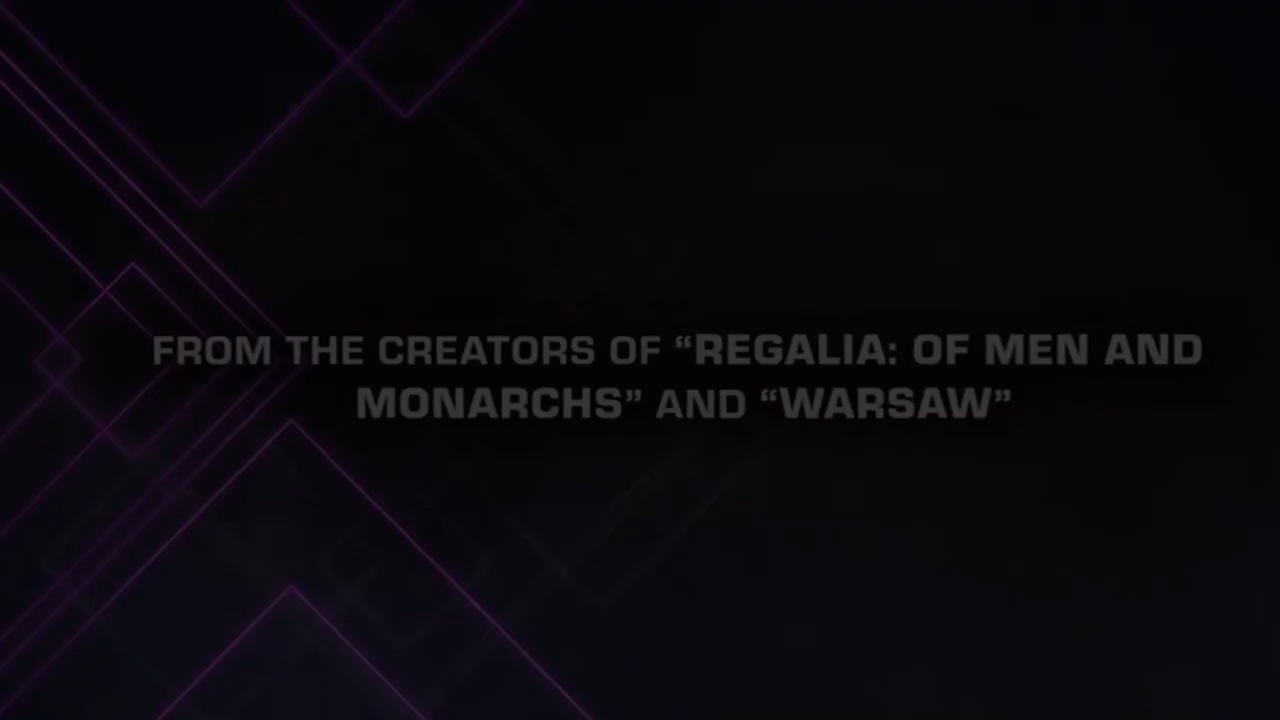 FROM THE CREATORS OF “REGALIA: OF MEN AND
MONARCHS” AND “WARSAW”